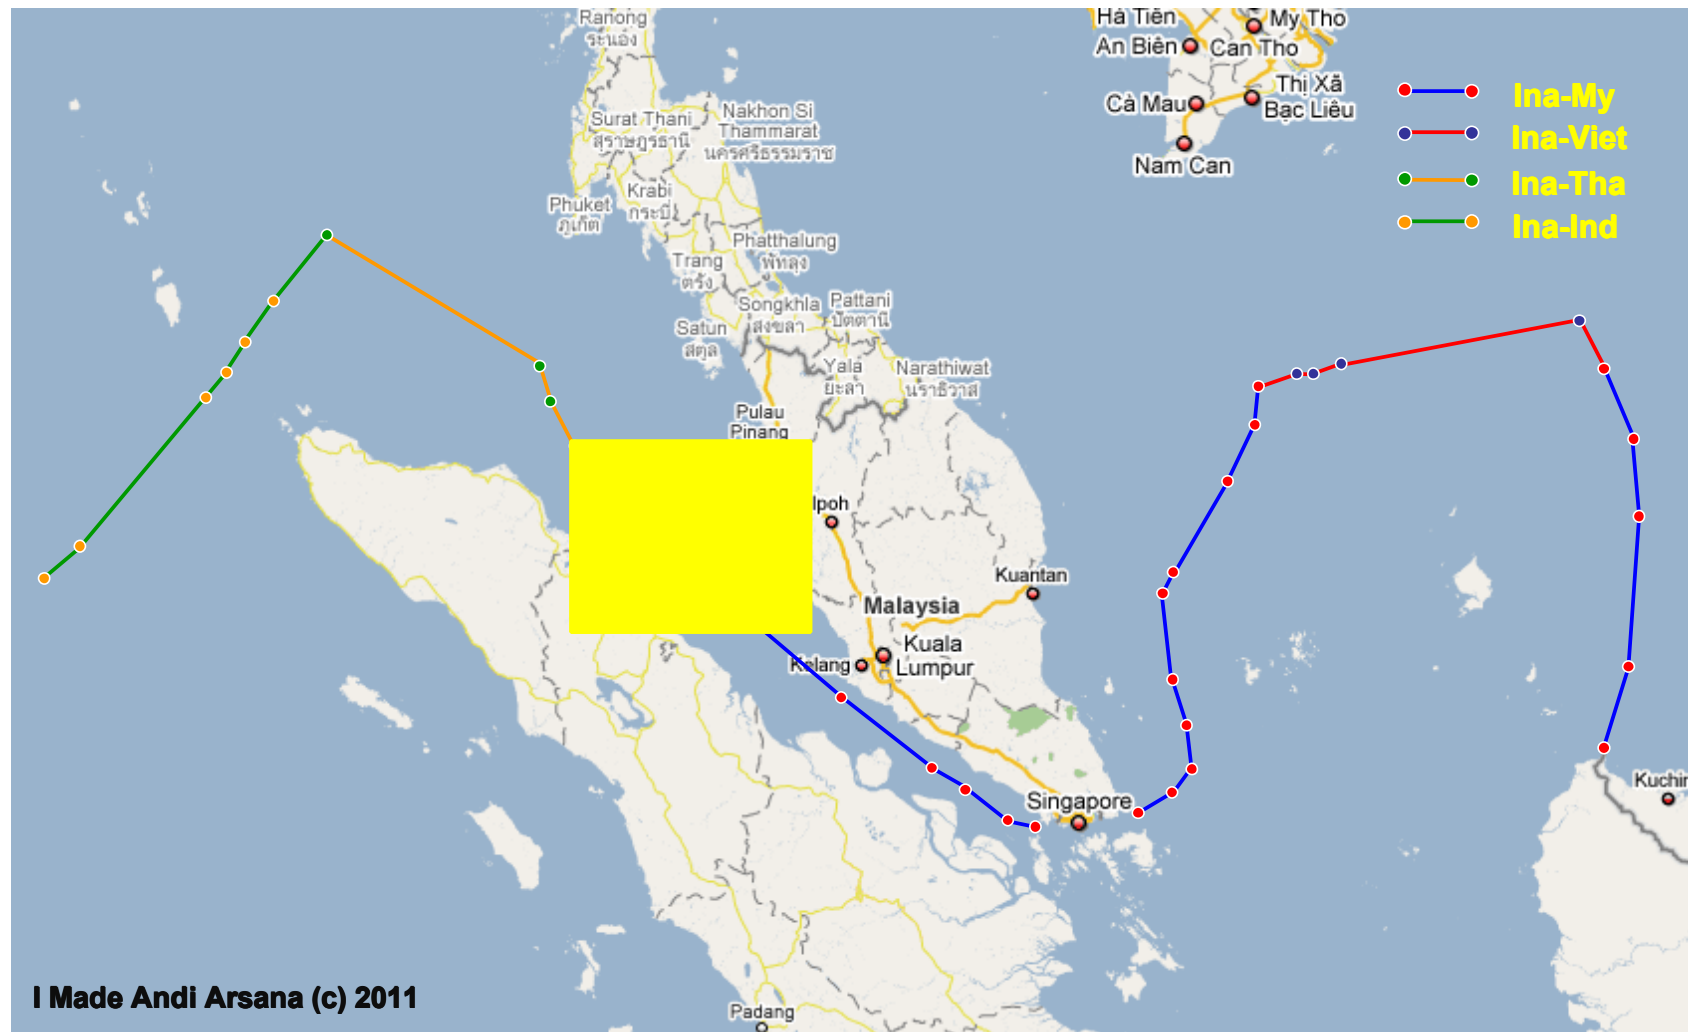 Ranong
ระนอง
Surat Thani
สุราษฎร์ธานี
Nakhon Si
Thammarat
นครศรีธรรมราช
Krabi
กระบี่
Phuket
ภูเก็ต
Phatthalung
พัทลุง
Trang
ตรัง
Songkhla
สงขลา
Pattani
ปัตตานี
Satun
สตูล
Yala
ยะลา
Narathiwat
นราธิวาส
Pulau
Pinang
Ha Tiên
My Tho
An Biên
Can Tho
Cà Mau
Thị Xã
Bạc Liêu
Nam Can
Ina-My
Ina-Viet
Ina-Tha
Ina-Ind
Ipoh
Kuantan
Malaysia
Kuala
Lumpur
Kelang
Singapore
Kuchin
Padang
I Made Andi Arsana (c) 2011